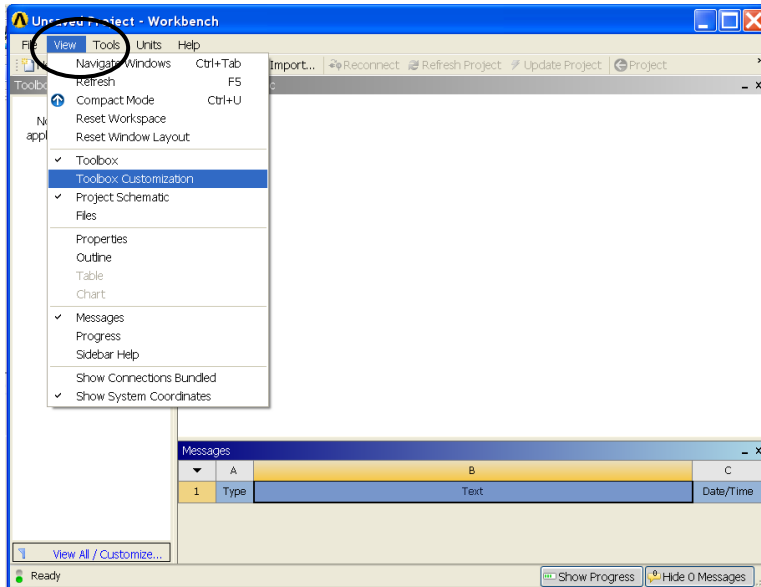 Unsaved Project - Workbench
File View Tools Units Help
Import... Reconnect Refresh Project Update Project Project
Navigate Windows Ctrl+Tab
Refresh F5
Compact Mode Ctrl+U
Reset Workspace
Reset Window Layout
Toolbox
Toolbox Customization
Project Schematic
Files
Properties
Outline
Table
Chart
Messages
Progress
Sidebar Help
Show Connections Bundled
Show System Coordinates
Messages
A B C
1 Type Text Date/Time
View All / Customize...
Ready Show Progress Hide 0 Messages